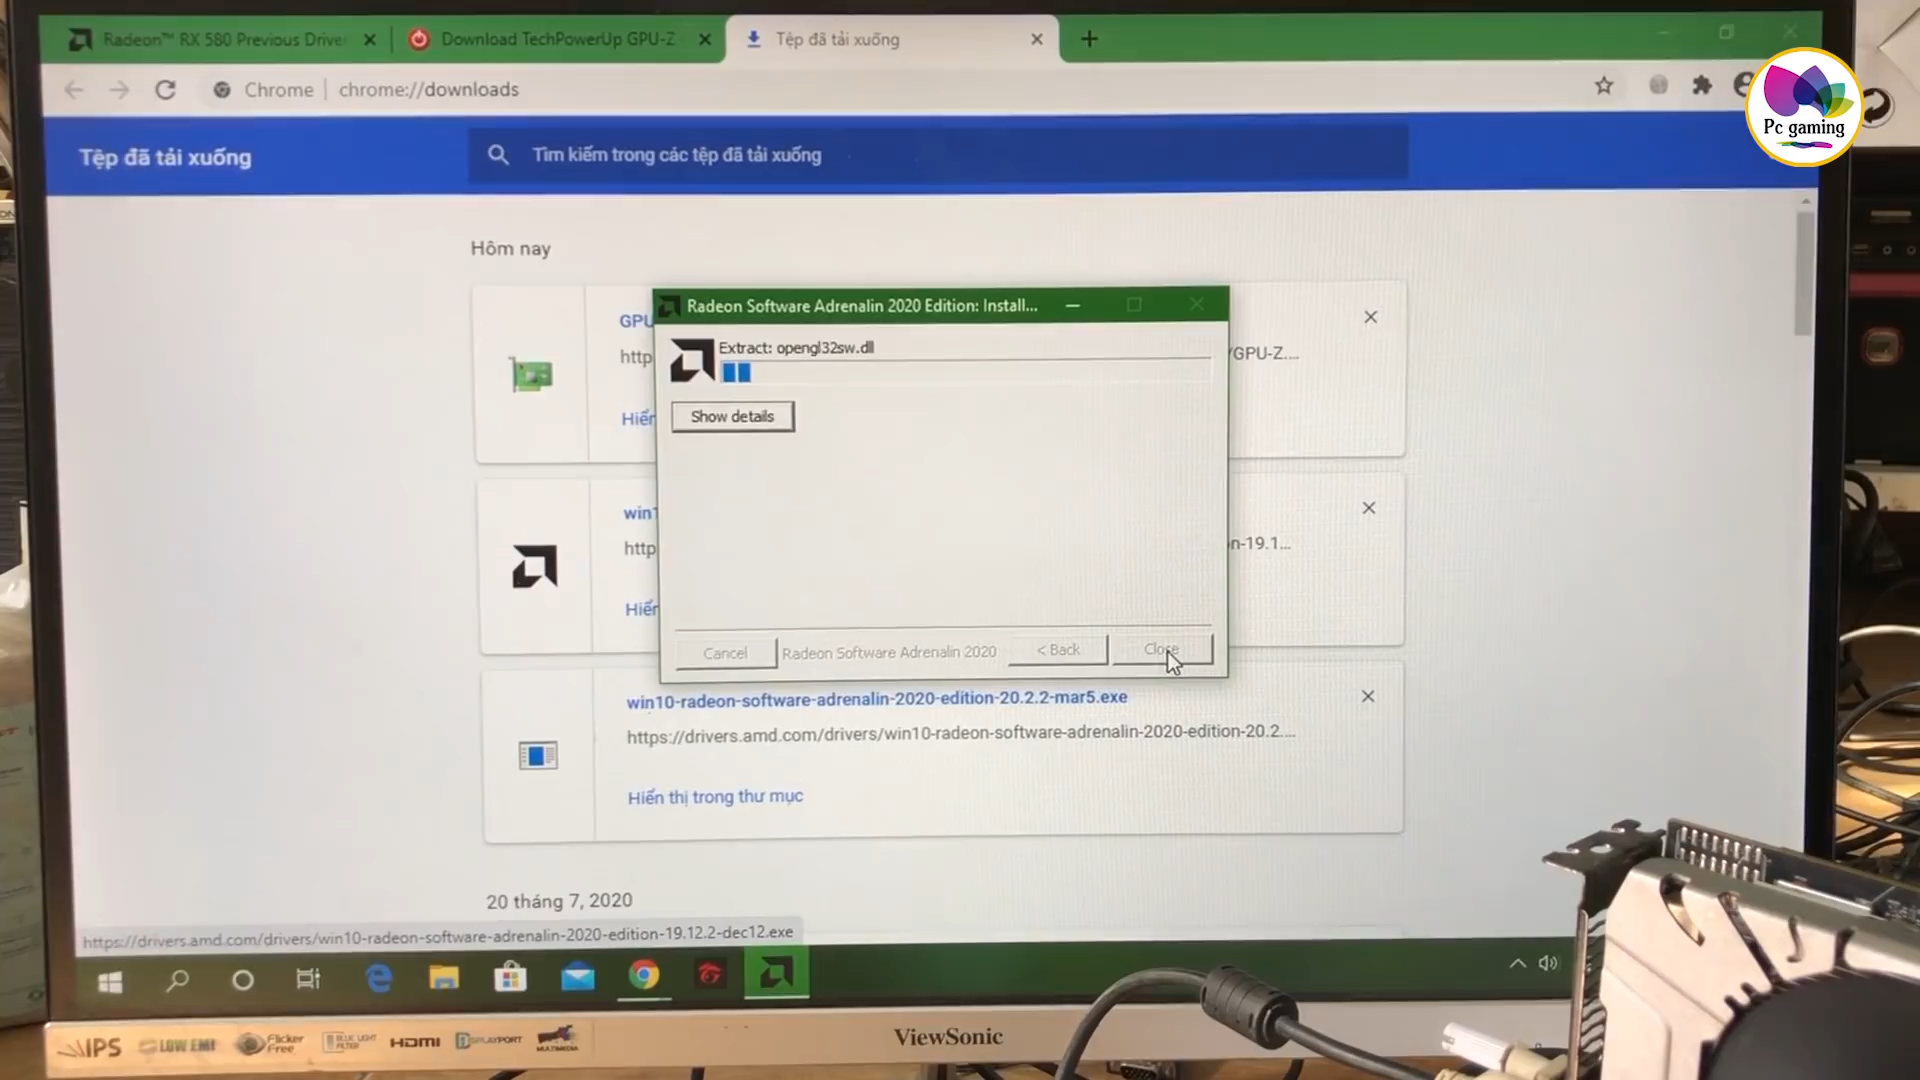 Radeon™ RX 580 Previous Drive
Download TechPowerUp GPU-Z
Tệp đã tải xuống
Chrome
chrome://downloads
Pc gaming
Tệp đã tải xuống
Tìm kiếm trong các tệp đã tải xuống
Hôm nay
Radeon Software Adrenalin 2020 Edition: Install...
Extract: opengl32sw.dll
Show details
GPU
http
/GPU-Z....
Hiển
win1
http
n-19.1...
Hiển
Cancel
Radeon Software Adrenalin 2020
< Back
Close
win10-radeon-software-adrenalin-2020-edition-20.2.2-mar5.exe
https://drivers.amd.com/drivers/win10-radeon-software-adrenalin-2020-edition-20.2....
Hiển thị trong thư mục
20 tháng 7, 2020
https://drivers.amd.com/drivers/win10-radeon-software-adrenalin-2020-edition-19.12.2-dec12.exe
IPS
LOW EMI
Flicker
Free
BLUE LIGHT
FILTER
HDMI
DISPLAYPORT
MULTIMEDIA
ViewSonic